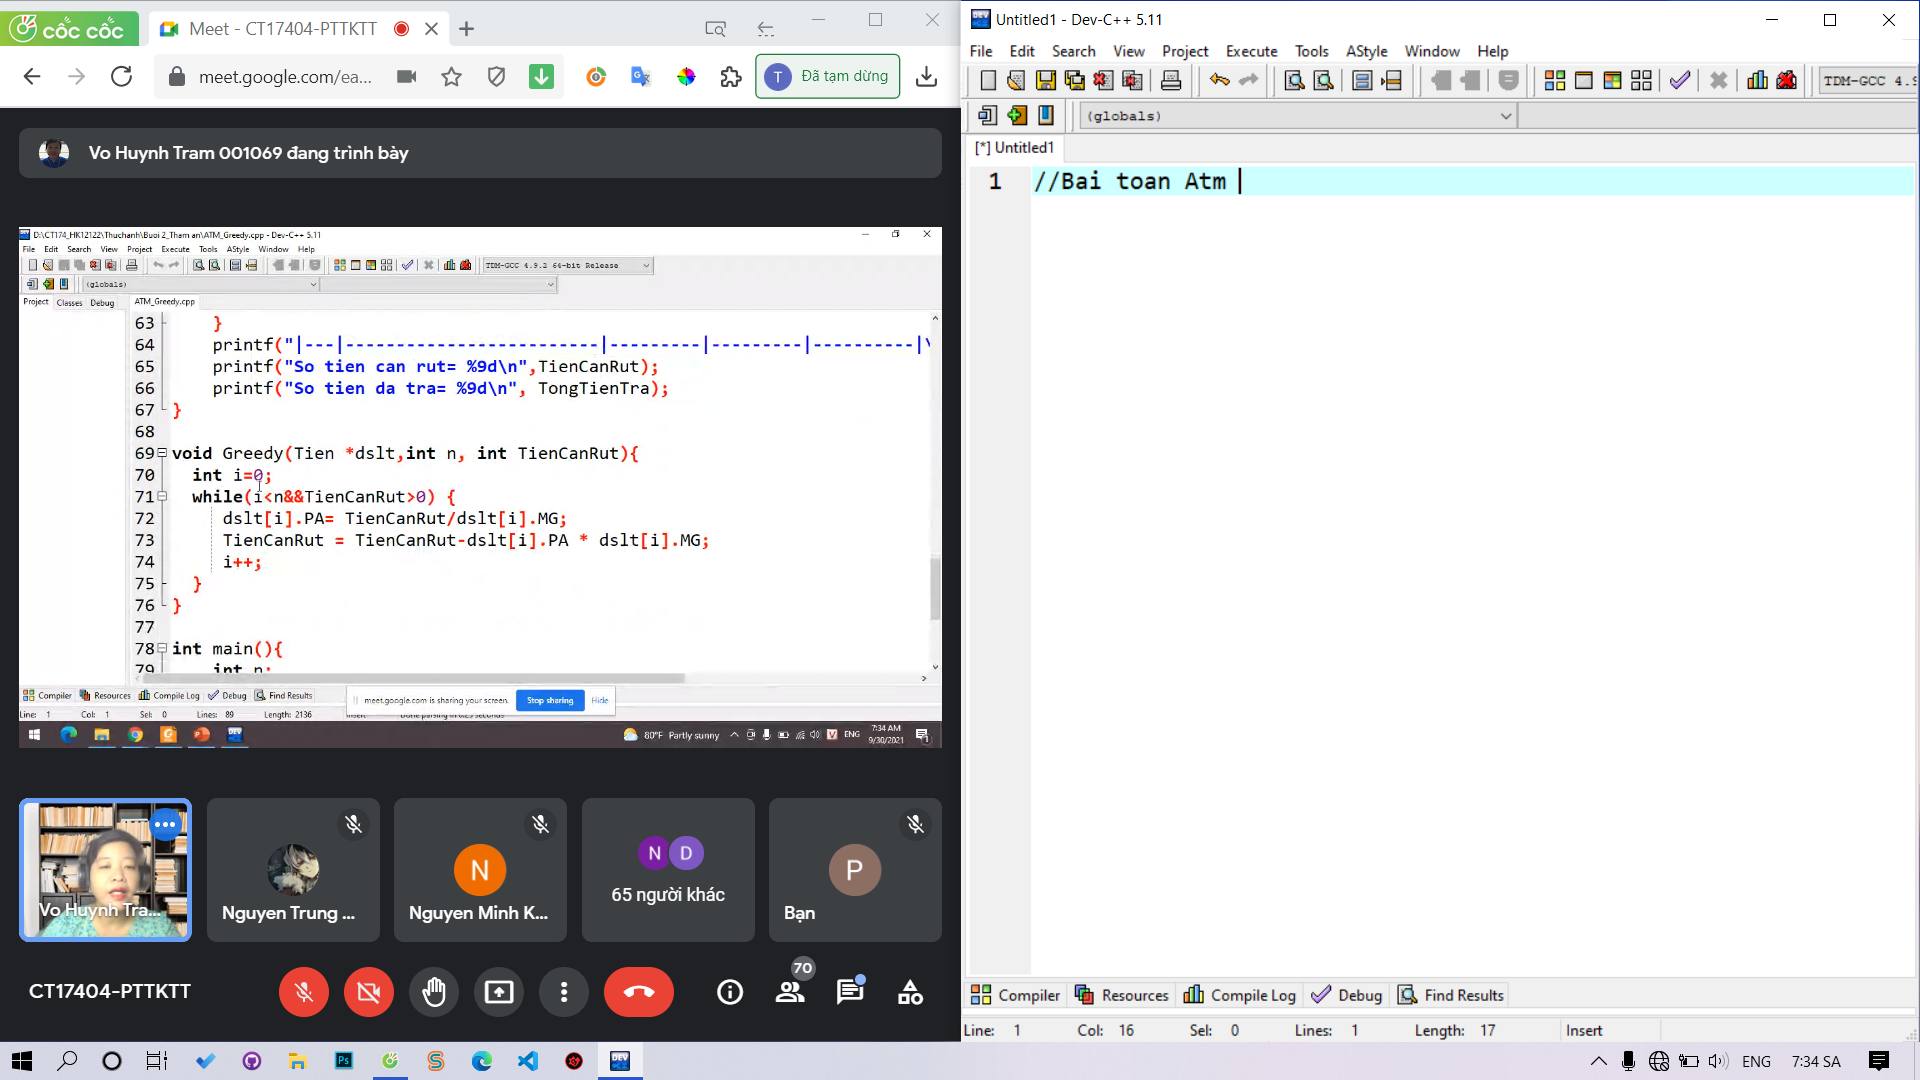 cốc cốc
Meet - CT17404-PTTKTT
meet.google.com/ea...
T
Đã tạm dừng
Vo Huynh Tram 001069 đang trình bày
D:\CT174_HK12122\Thuchanh\Buoi 2_Tham an\ATM_Greedy.cpp - Dev-C++ 5.11
File Edit Search View Project Execute Tools AStyle Window Help
TDM-GCC 4.9.2 64-bit Release
(globals)
Project Classes Debug ATM_Greedy.cpp
63 }
64 printf("|---|-------------------------|---------|---------|----------|\
65 printf("So tien can rut= %9d\n",TienCanRut);
66 printf("So tien da tra= %9d\n", TongTienTra);
67 }
68
69 void Greedy(Tien *dslt,int n, int TienCanRut){
70 int i=0;
71 while(i<n&&TienCanRut>0) {
72 dslt[i].PA= TienCanRut/dslt[i].MG;
73 TienCanRut = TienCanRut-dslt[i].PA * dslt[i].MG;
74 i++;
75 }
76 }
77
78 int main(){
79 int n;
Compiler Resources Compile Log Debug Find Results
meet.google.com is sharing your screen. Stop sharing Hide
Line: 1 Col: 1 Sel: 0 Lines: 89 Length: 2136 Insert Done parsing in 0.25 seconds
80°F Partly sunny V ENG 7:34 AM
9/30/2021
1
Vo Huynh Tra...
Nguyen Trung ...
N
Nguyen Minh K...
N D
65 người khác
P
Bạn
CT17404-PTTKTT
70
Untitled1 - Dev-C++ 5.11
File Edit Search View Project Execute Tools AStyle Window Help
TDM-GCC 4.9
(globals)
[*] Untitled1
1 //Bai toan Atm
Compiler Resources Compile Log Debug Find Results
Line: 1 Col: 16 Sel: 0 Lines: 1 Length: 17 Insert
Ps
DEV
ENG 7:34 SA